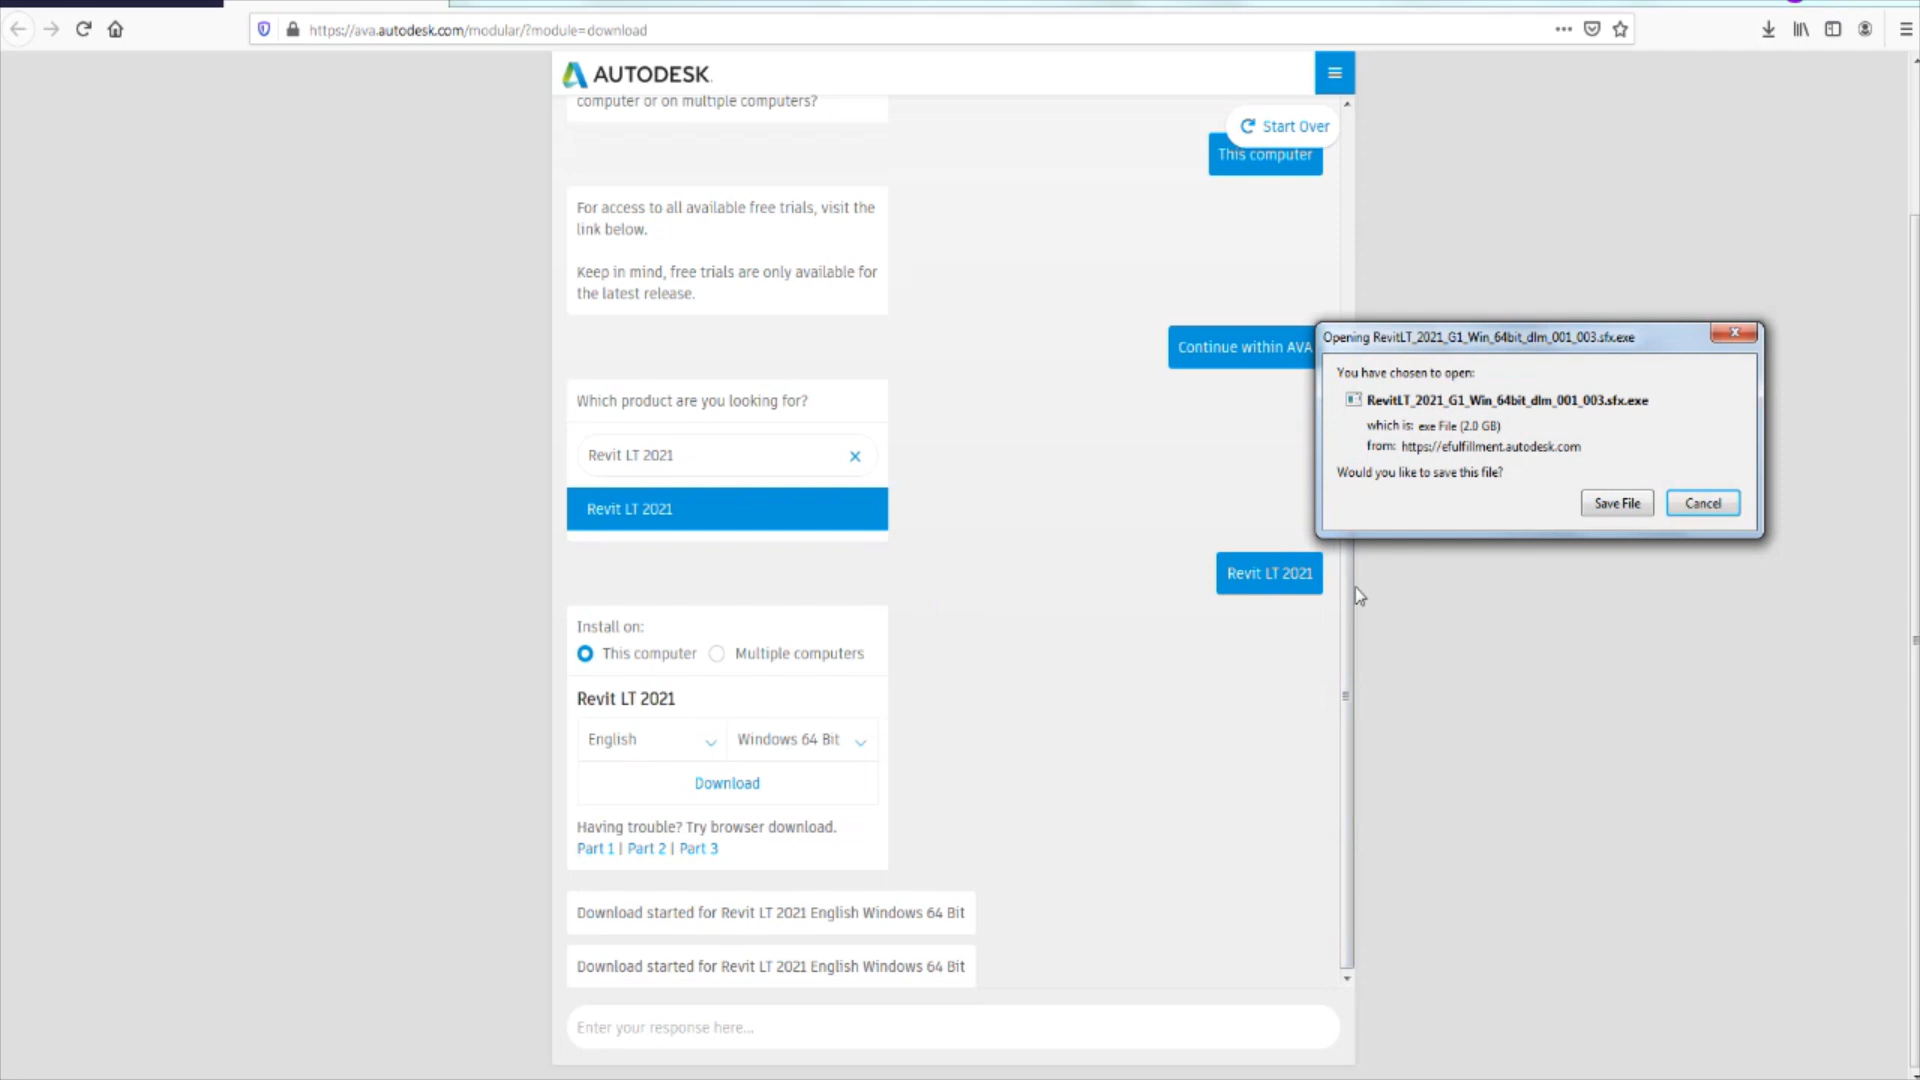 https://ava.autodesk.com/modular/?module=download
AUTODESK
computer or on multiple computers?
Start Over
This computer
For access to all available free trials, visit the
link below.
Keep in mind, free trials are only available for
the latest release.
Continue within AVA
Opening RevitLT_2021_G1_Win_64bit_dlm_001_003.sfx.exe
You have chosen to open:
RevitLT_2021_G1_Win_64bit_dlm_001_003.sfx.exe
which is: exe File (2.0 GB)
from: https://efulfillment.autodesk.com
Would you like to save this file?
Save File Cancel
Which product are you looking for?
Revit LT 2021
Revit LT 2021
Revit LT 2021
Install on:
This computer Multiple computers
Revit LT 2021
English Windows 64 Bit
Download
Having trouble? Try browser download.
Part 1 | Part 2 | Part 3
Download started for Revit LT 2021 English Windows 64 Bit
Download started for Revit LT 2021 English Windows 64 Bit
Enter your response here...